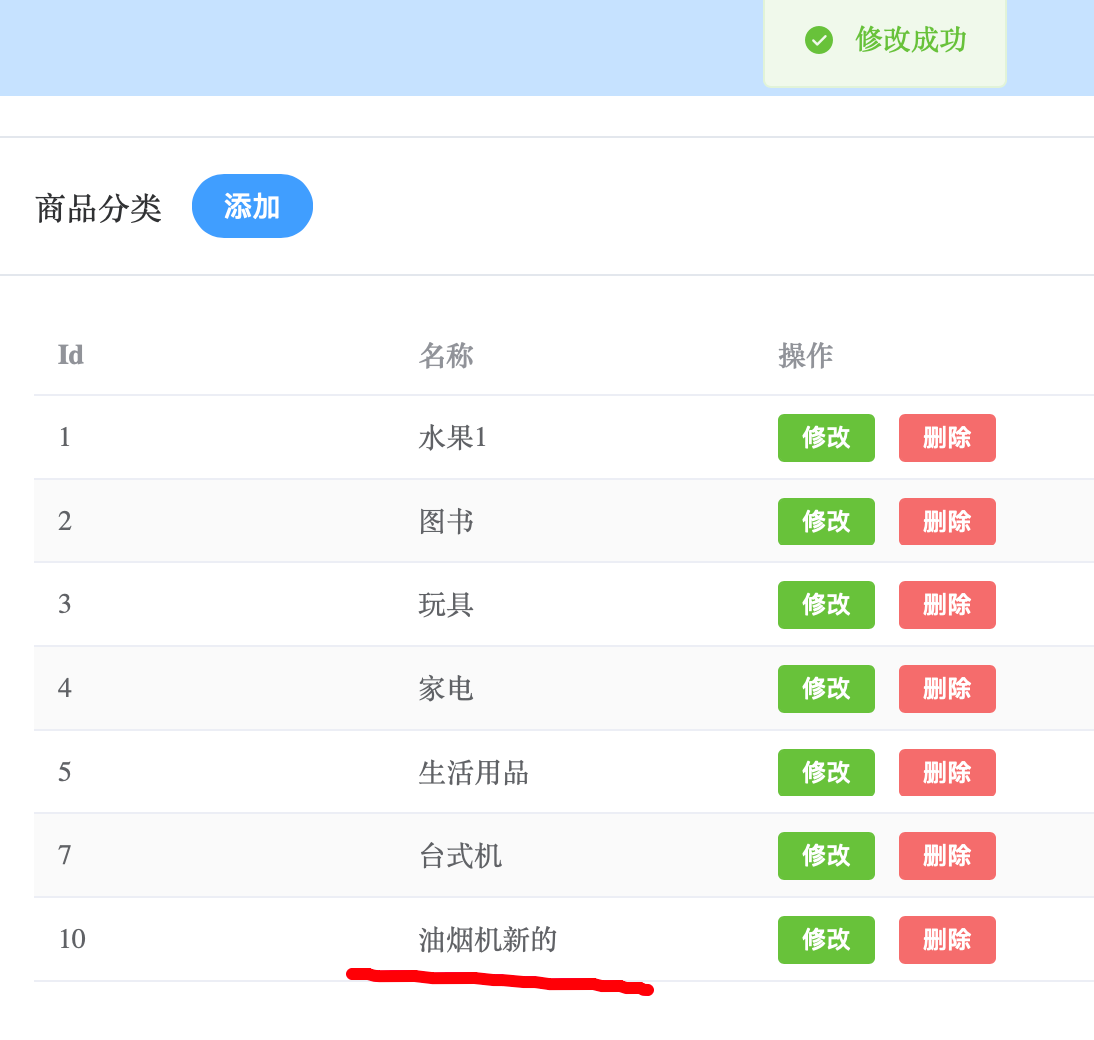 修改成功
商品分类 添加
Id 名称 操作
1 水果1 修改 删除
2 图书 修改 删除
3 玩具 修改 删除
4 家电 修改 删除
5 生活用品 修改 删除
7 台式机 修改 删除
10 油烟机新的 修改 删除